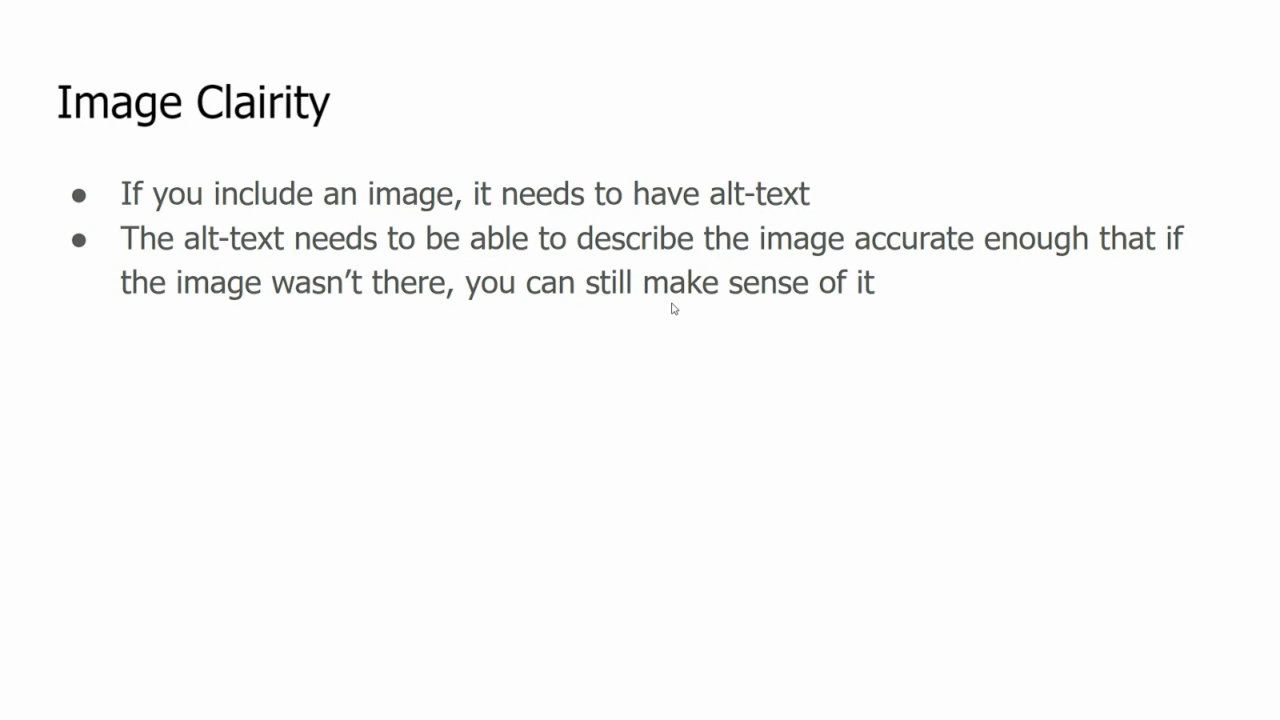 Image Clairity
● If you include an image, it needs to have alt-text
● The alt-text needs to be able to describe the image accurate enough that if
the image wasn’t there, you can still make sense of it